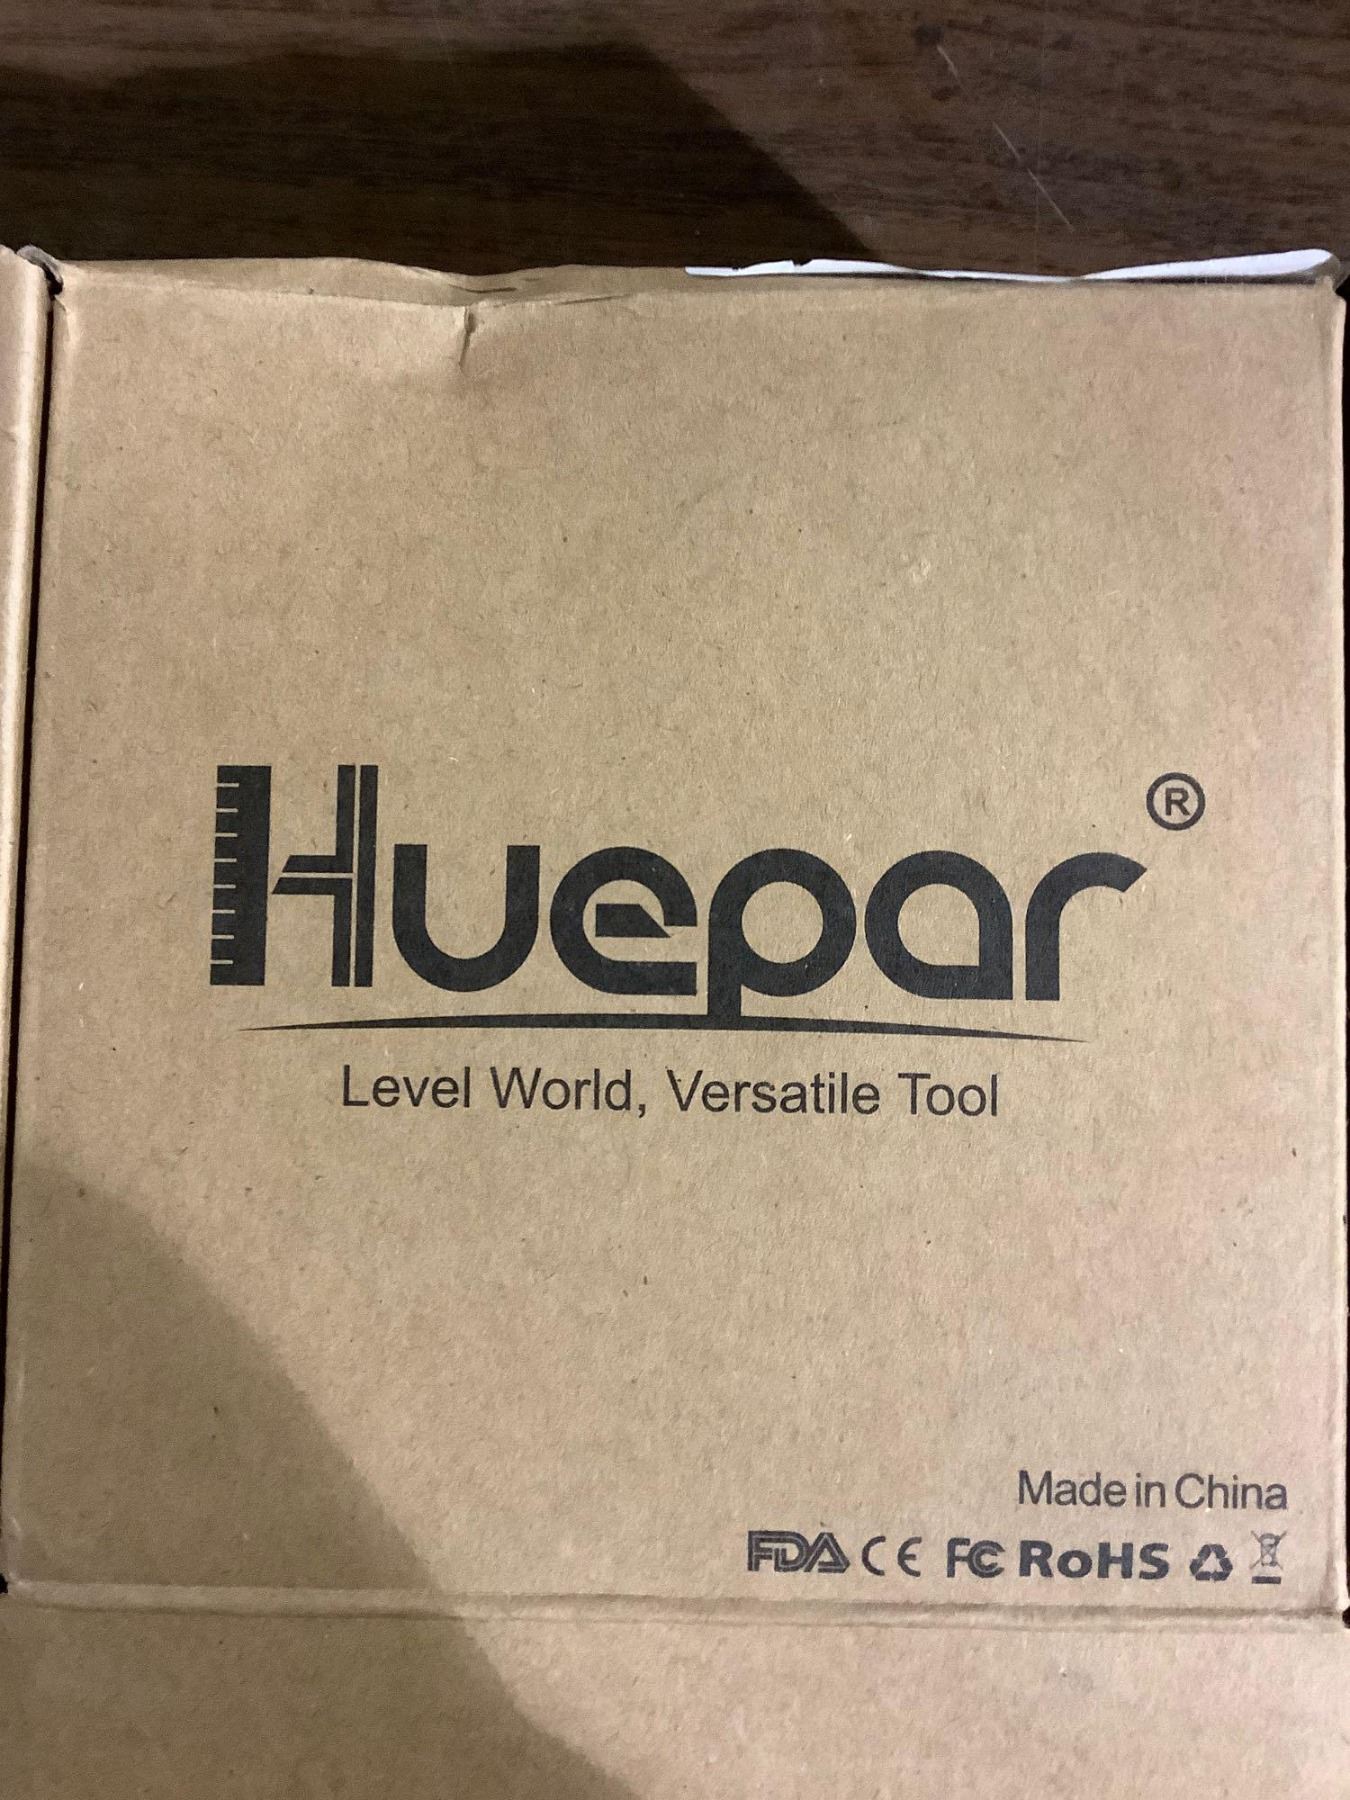 Huepar®
Level World, Versatile Tool
Made in China
FDA CE FC RoHS